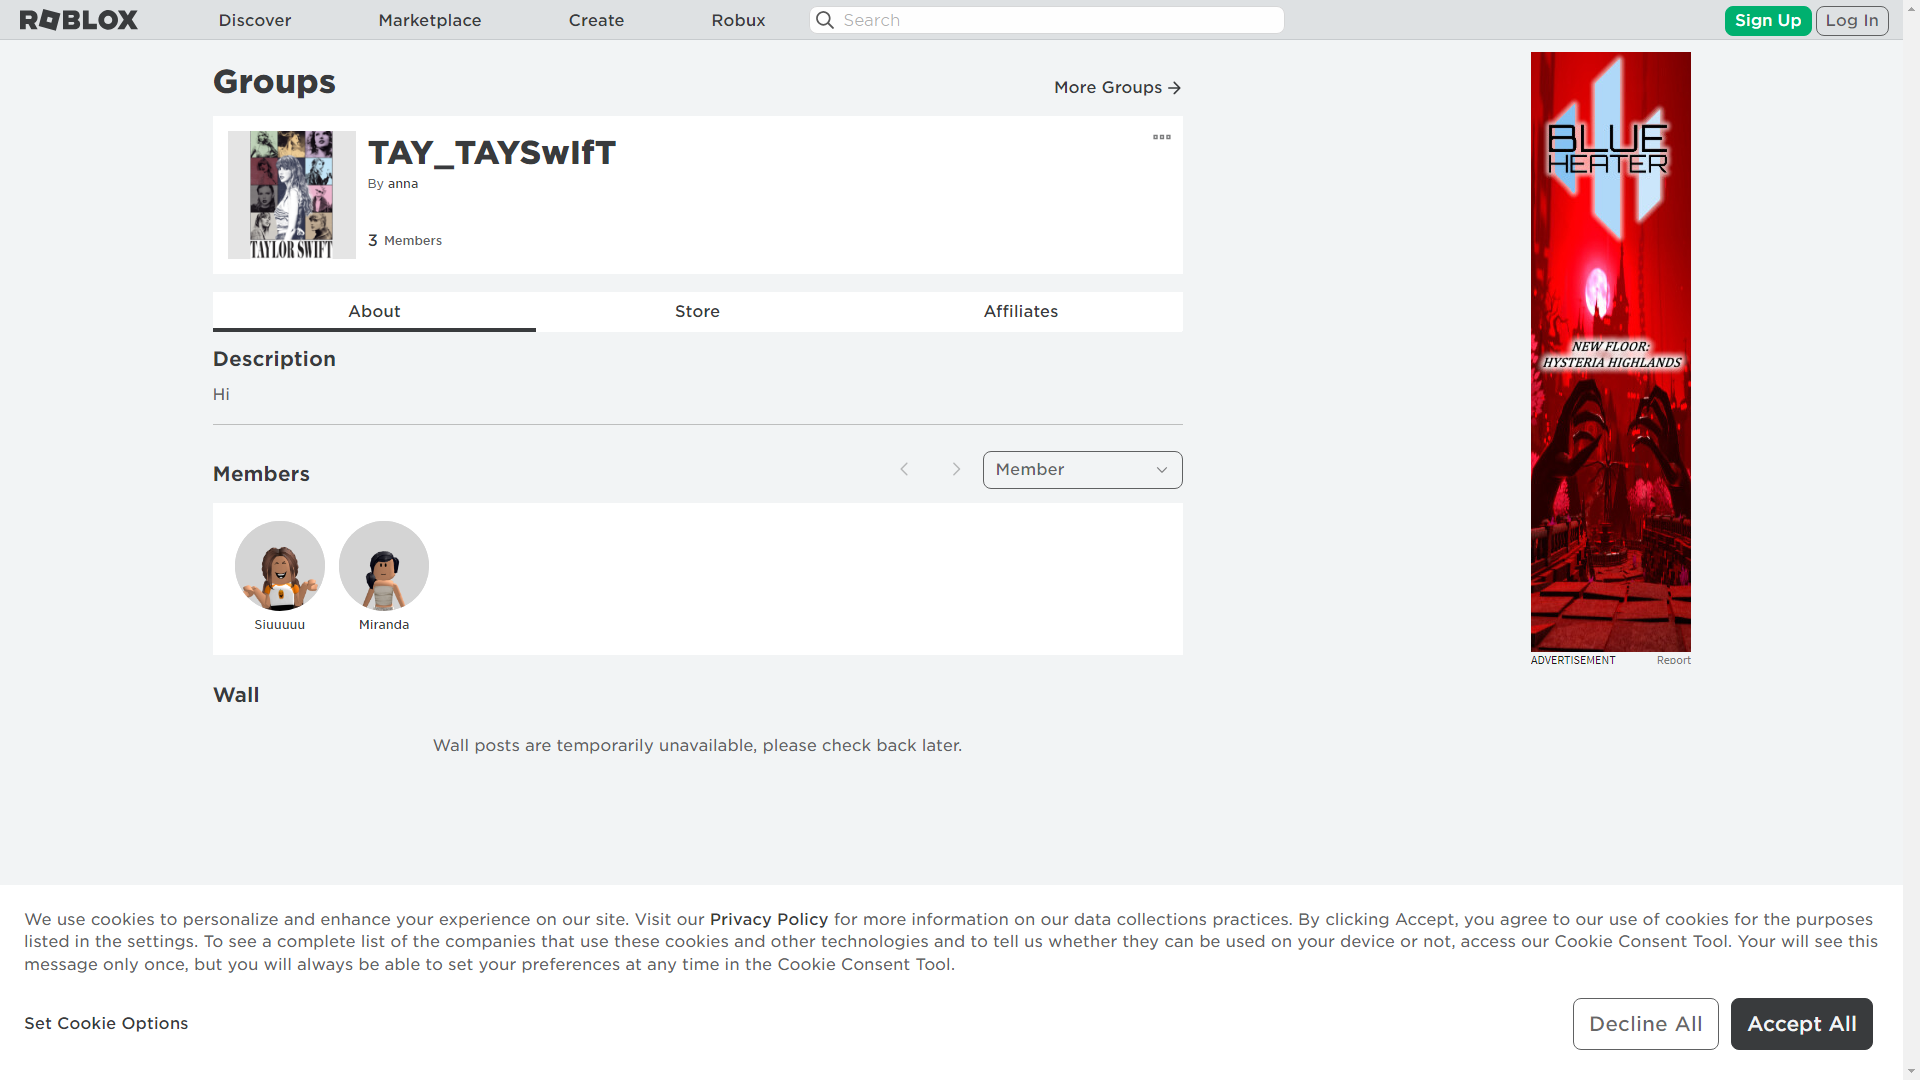 ROBLOX
Discover
Marketplace
Create
Robux
Search
Sign Up
Log In
Groups
More Groups
TAYLOR SWIFT
TAY_TAYSwIfT
By anna
3 Members
About
Store
Affiliates
Description
Hi
Members
Member
Siuuuuu
Miranda
Wall
Wall posts are temporarily unavailable, please check back later.
BLUE
HEATER
NEW FLOOR:
HYSTERIA HIGHLANDS
ADVERTISEMENT
Report
We use cookies to personalize and enhance your experience on our site. Visit our Privacy Policy for more information on our data collections practices. By clicking Accept, you agree to our use of cookies for the purposes
listed in the settings. To see a complete list of the companies that use these cookies and other technologies and to tell us whether they can be used on your device or not, access our Cookie Consent Tool. Your will see this
message only once, but you will always be able to set your preferences at any time in the Cookie Consent Tool.
Set Cookie Options
Decline All
Accept All